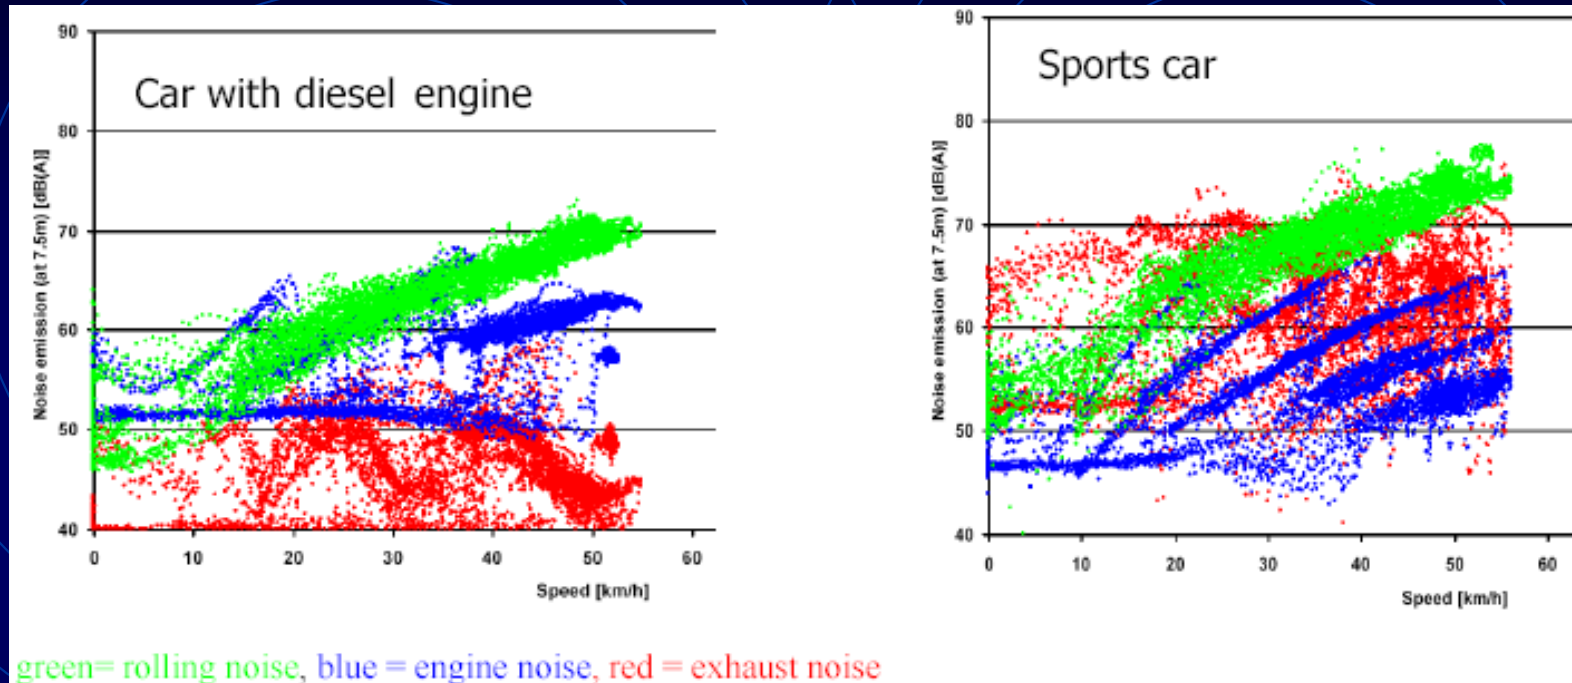 Car with diesel engine
Noise emission (at 7.5m) [dB(A)]
90
80
70
60
50
40
0 10 20 30 40 50 60
Speed [km/h]
Sports car
Noise emission (at 7.5m) [dB(A)]
90
80
70
60
50
40
0 10 20 30 40 50 60
Speed [km/h]
green= rolling noise, blue = engine noise, red = exhaust noise